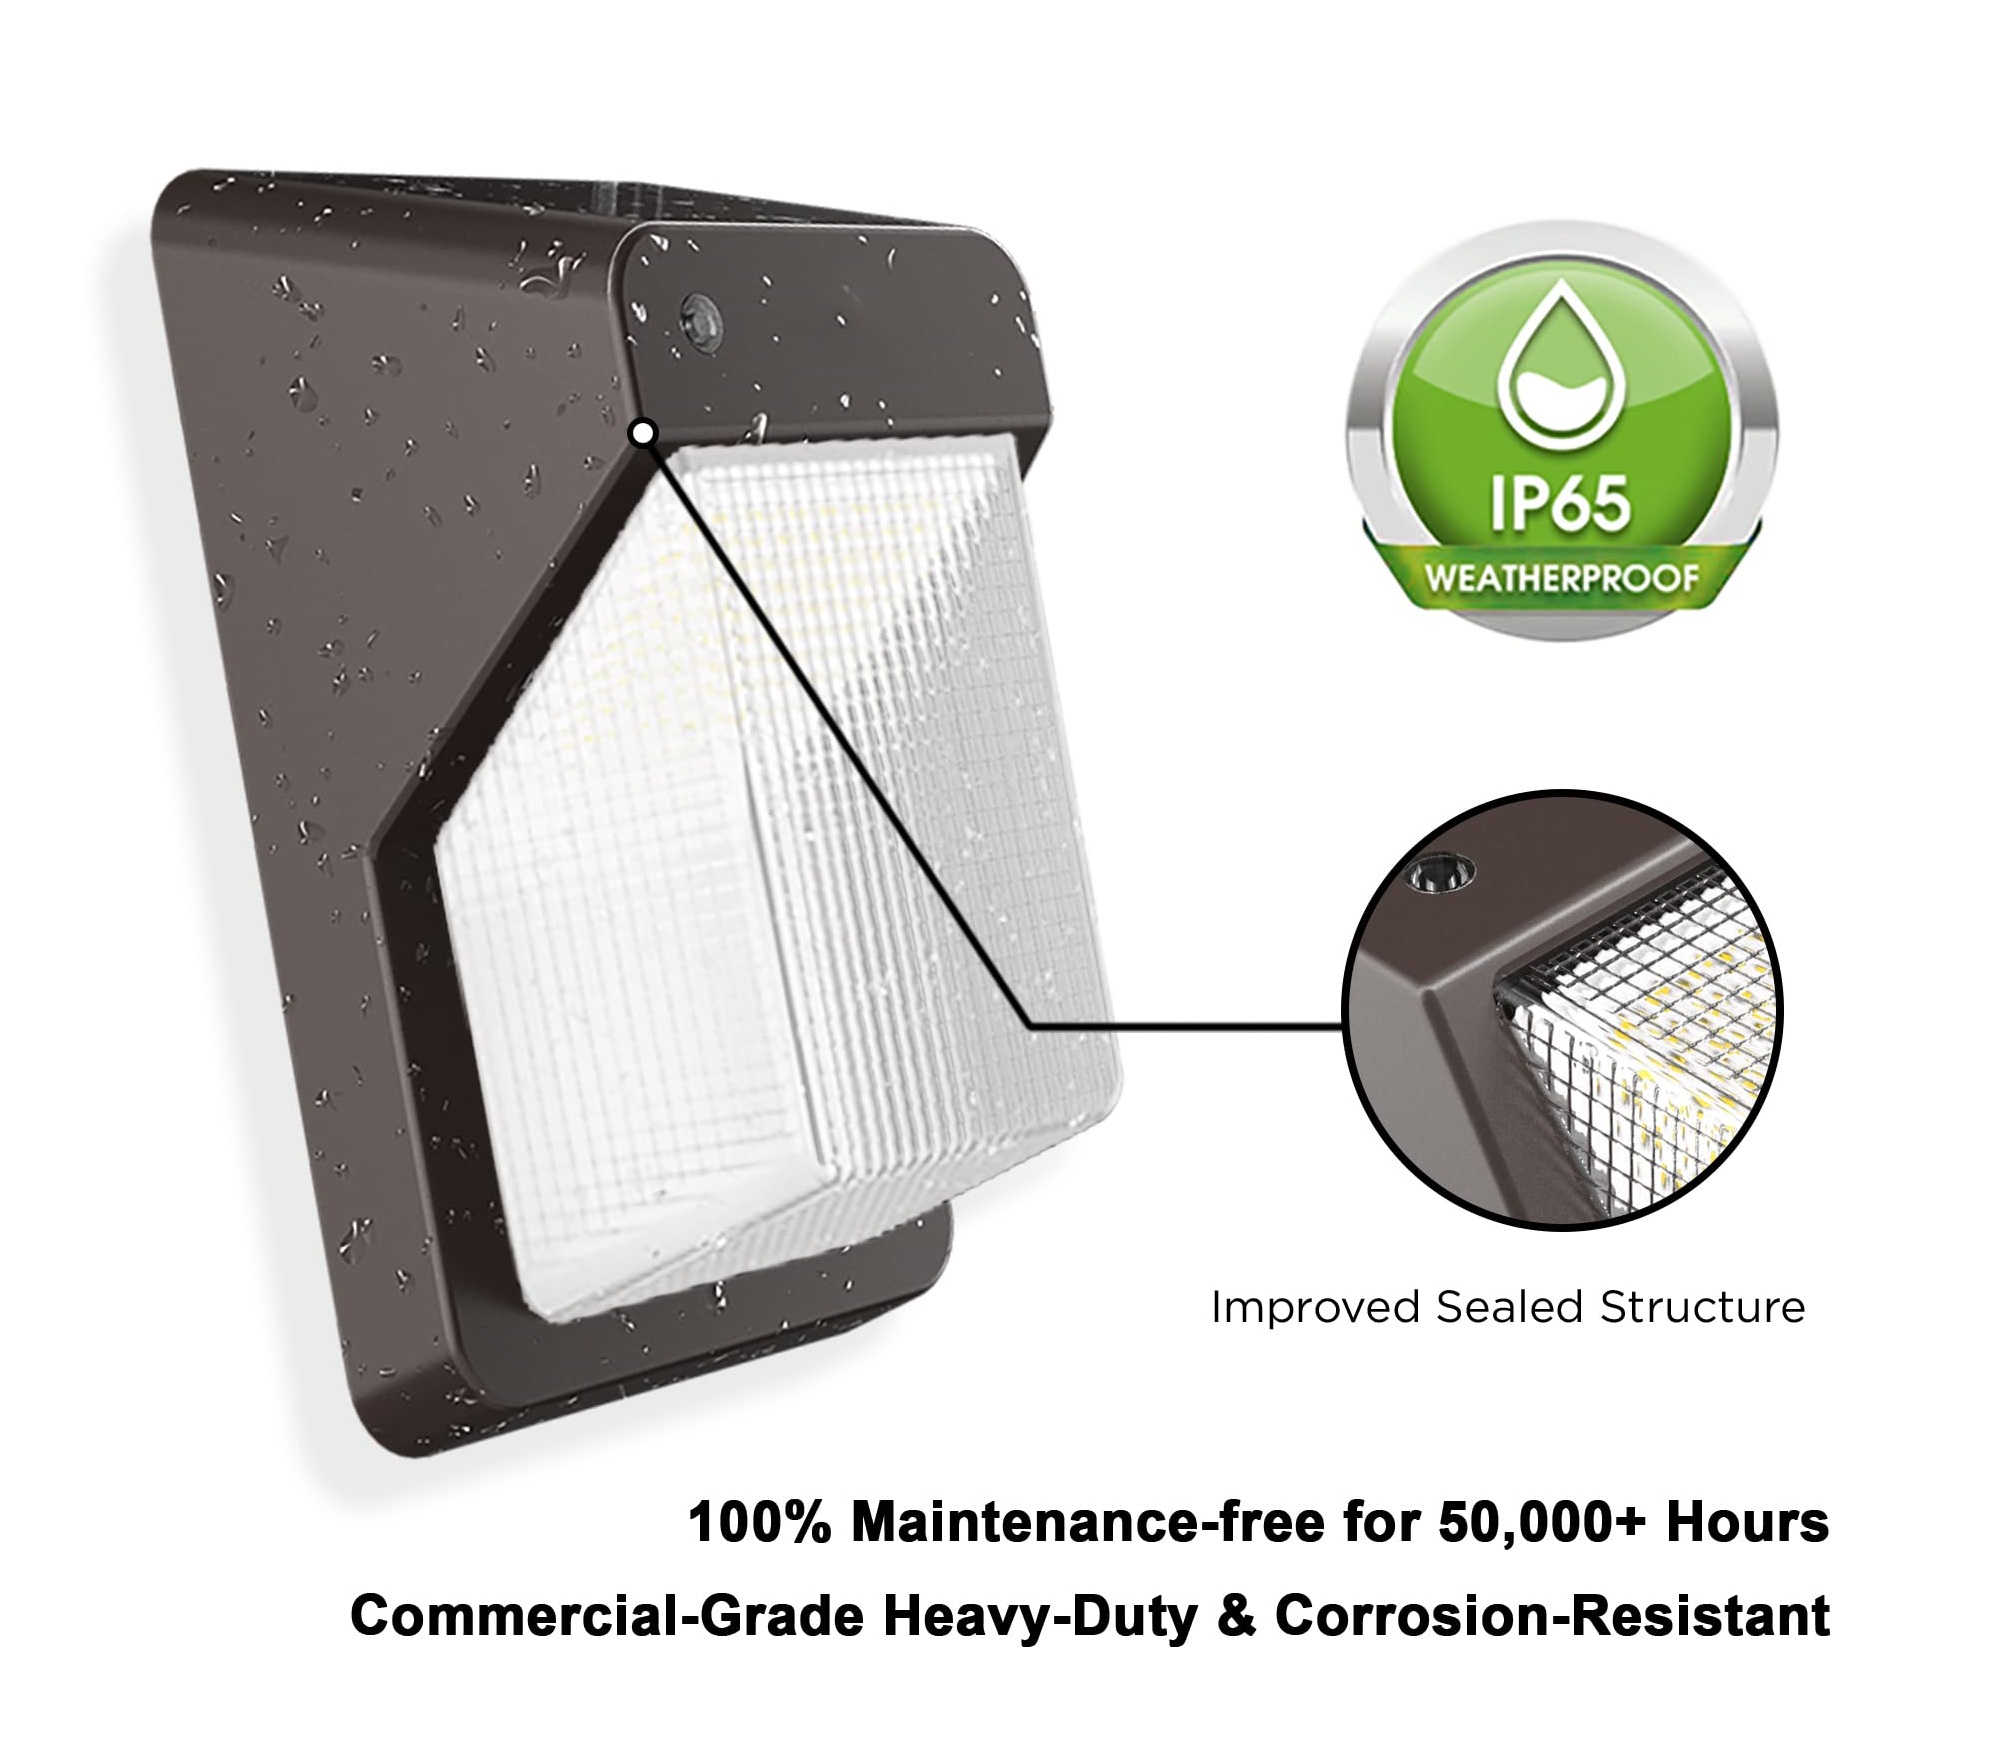 IP65
WEATHERPROOF
Improved Sealed Structure
100% Maintenance-free for 50,000+ Hours
Commercial-Grade Heavy-Duty & Corrosion-Resistant